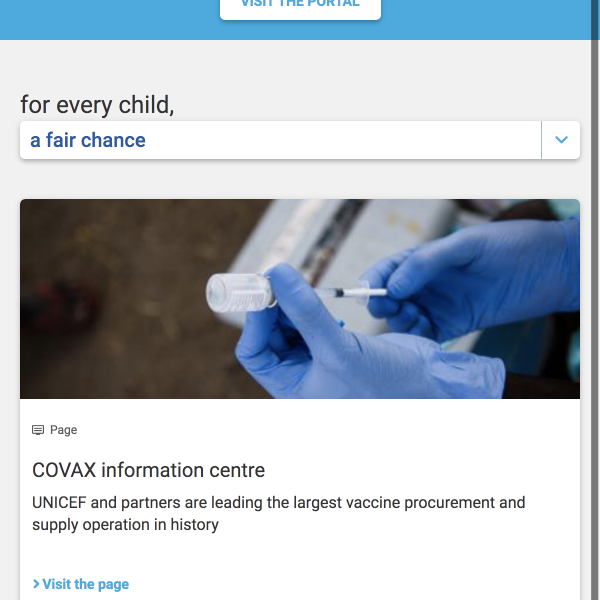 VISIT THE PORTAL
for every child,
a fair chance
Page
COVAX information centre
UNICEF and partners are leading the largest vaccine procurement and
supply operation in history
Visit the page